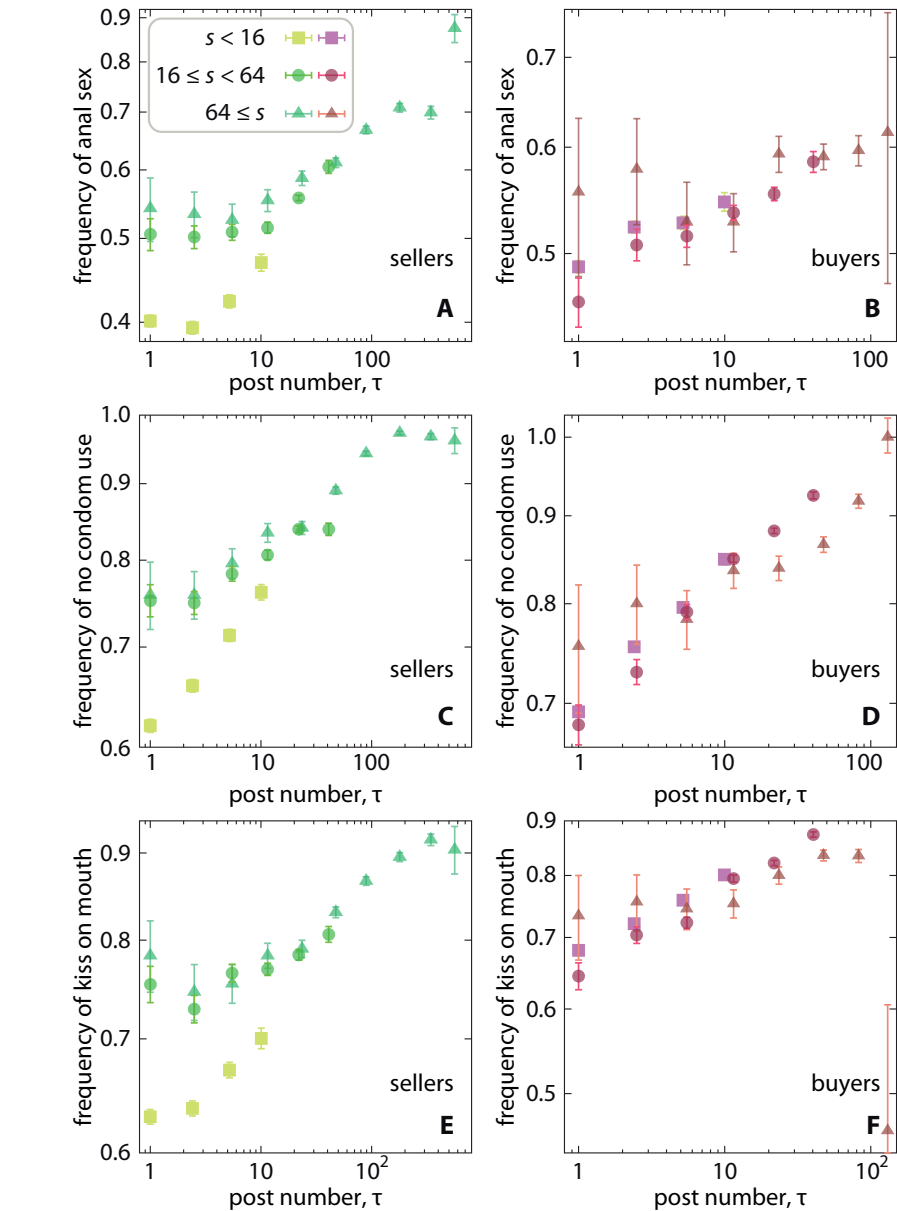 frequency of anal sex
0.9
0.8
0.7
0.6
0.5
0.4
s < 16
16 ≤ s < 64
64 ≤ s
sellers
A
1
10
100
post number, τ
frequency of anal sex
0.7
0.6
0.5
buyers
B
1
10
100
post number, τ
frequency of no condom use
1.0
0.9
0.8
0.7
0.6
sellers
C
1
10
100
post number, τ
frequency of no condom use
1.0
0.9
0.8
0.7
buyers
D
1
10
100
post number, τ
frequency of kiss on mouth
0.9
0.8
0.7
0.6
sellers
E
1
10
10²
post number, τ
frequency of kiss on mouth
0.9
0.8
0.7
0.6
0.5
buyers
F
1
10
10²
post number, τ